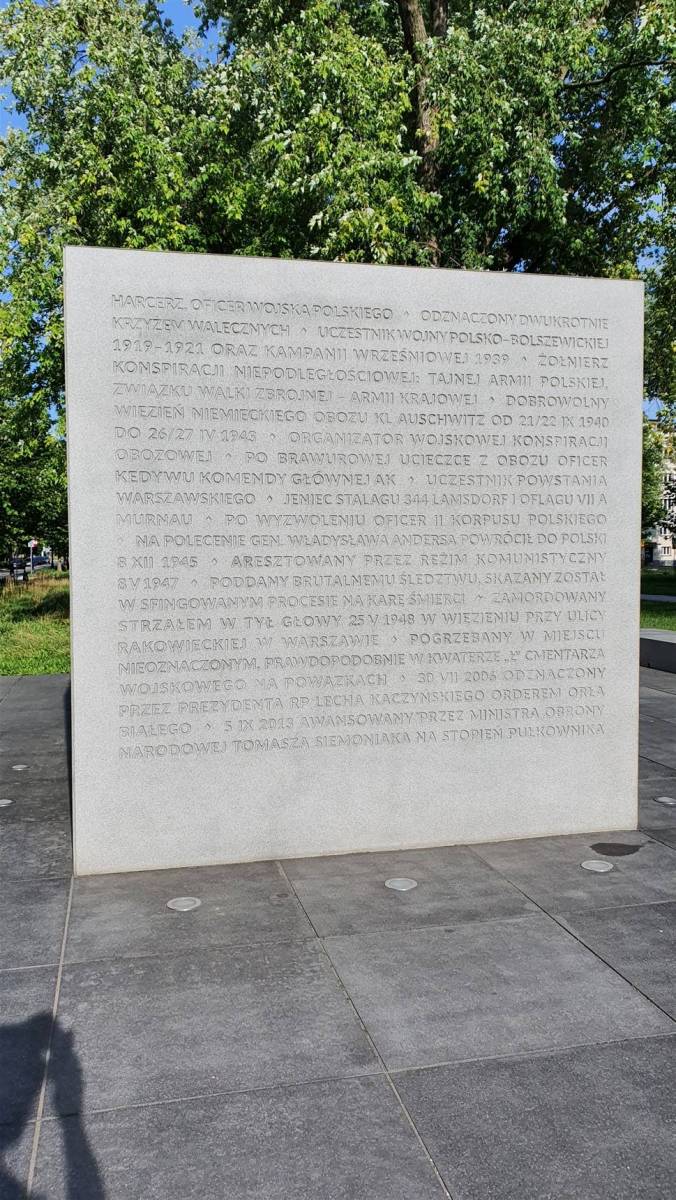 HARCERZ, OFICER WOJSKA POLSKIEGO ◆ ODZNACZONY DWUKROTNIE
KRZYŻEM WALECZNYCH ◆ UCZESTNIK WOJNY POLSKO-BOLSZEWICKIEJ
1919-1921 ORAZ KAMPANII WRZEŚNIOWEJ 1939 ◆ ŻOŁNIERZ
KONSPIRACJI NIEPODLEGŁOŚCIOWEJ: TAJNEJ ARMII POLSKIEJ,
ZWIĄZKU WALKI ZBROJNEJ – ARMII KRAJOWEJ ◆ DOBROWOLNY
WIĘZIEŃ NIEMIECKIEGO OBOZU KL AUSCHWITZ OD 21/22 IX 1940
DO 26/27 IV 1943 ◆ ORGANIZATOR WOJSKOWEJ KONSPIRACJI
OBOZOWEJ ◆ PO BRAWUROWEJ UCIECZCE Z OBOZU OFICER
KEDYWU KOMENDY GŁÓWNEJ AK ◆ UCZESTNIK POWSTANIA
WARSZAWSKIEGO ◆ JENIEC STALAGU 344 LAMSDORF I OFLAGU VII A
MURNAU ◆ PO WYZWOLENIU OFICER II KORPUSU POLSKIEGO
◆ NA POLECENIE GEN. WŁADYSŁAWA ANDERSA POWRÓCIŁ DO POLSKI
8 XII 1945 ◆ ARESZTOWANY PRZEZ REŻIM KOMUNISTYCZNY
8 V 1947 ◆ PODDANY BRUTALNEMU ŚLEDZTWU, SKAZANY ZOSTAŁ
W SFINGOWANYM PROCESIE NA KARĘ ŚMIERCI ◆ ZAMORDOWANY
STRZAŁEM W TYŁ GŁOWY 25 V 1948 W WIĘZIENIU PRZY ULICY
RAKOWIECKIEJ W WARSZAWIE ◆ POGRZEBANY W MIEJSCU
NIEOZNACZONYM, PRAWDOPODOBNIE W KWATERZE „Ł” CMENTARZA
WOJSKOWEGO NA POWĄZKACH ◆ 30 VII 2006 ODZNACZONY
PRZEZ PREZYDENTA RP LECHA KACZYŃSKIEGO ORDEREM ORŁA
BIAŁEGO ◆ 5 IX 2013 AWANSOWANY PRZEZ MINISTRA OBRONY
NARODOWEJ TOMASZA SIEMONIAKA NA STOPIEŃ PUŁKOWNIKA